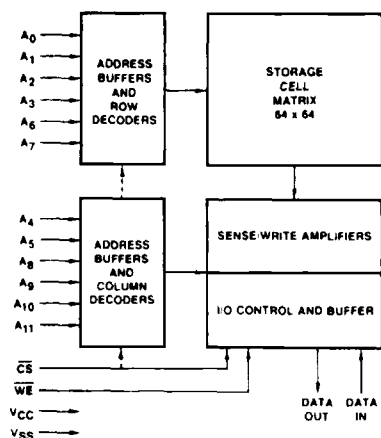 A0
A1
A2
A3
A6
A7
ADDRESS
BUFFERS
AND
ROW
DECODERS
STORAGE
CELL
MATRIX
64 x 64
A4
A5
A8
A9
A10
A11
ADDRESS
BUFFERS
AND
COLUMN
DECODERS
SENSE/WRITE AMPLIFIERS
I/O CONTROL AND BUFFER
CS
WE
VCC
VSS
DATA
OUT
DATA
IN